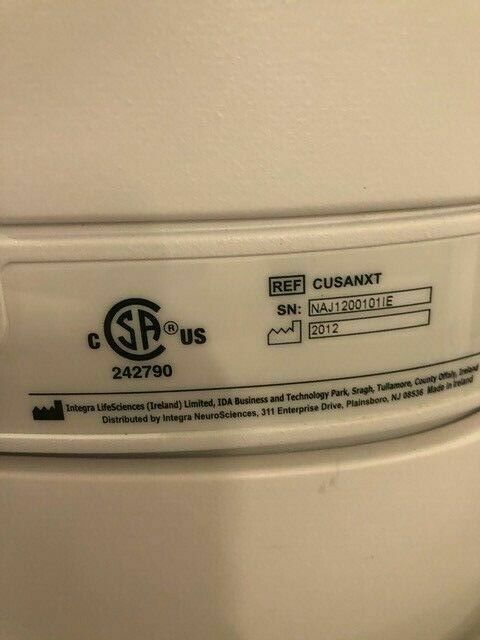 REF CUSANXT
SN: NAJ1200101IE
2012
C SA ® US
242790
Integra LifeSciences (Ireland) Limited, IDA Business and Technology Park, Sragh, Tullamore, County Offaly, Ireland
Distributed by Integra NeuroSciences, 311 Enterprise Drive, Plainsboro, NJ 08536 Made in Ireland